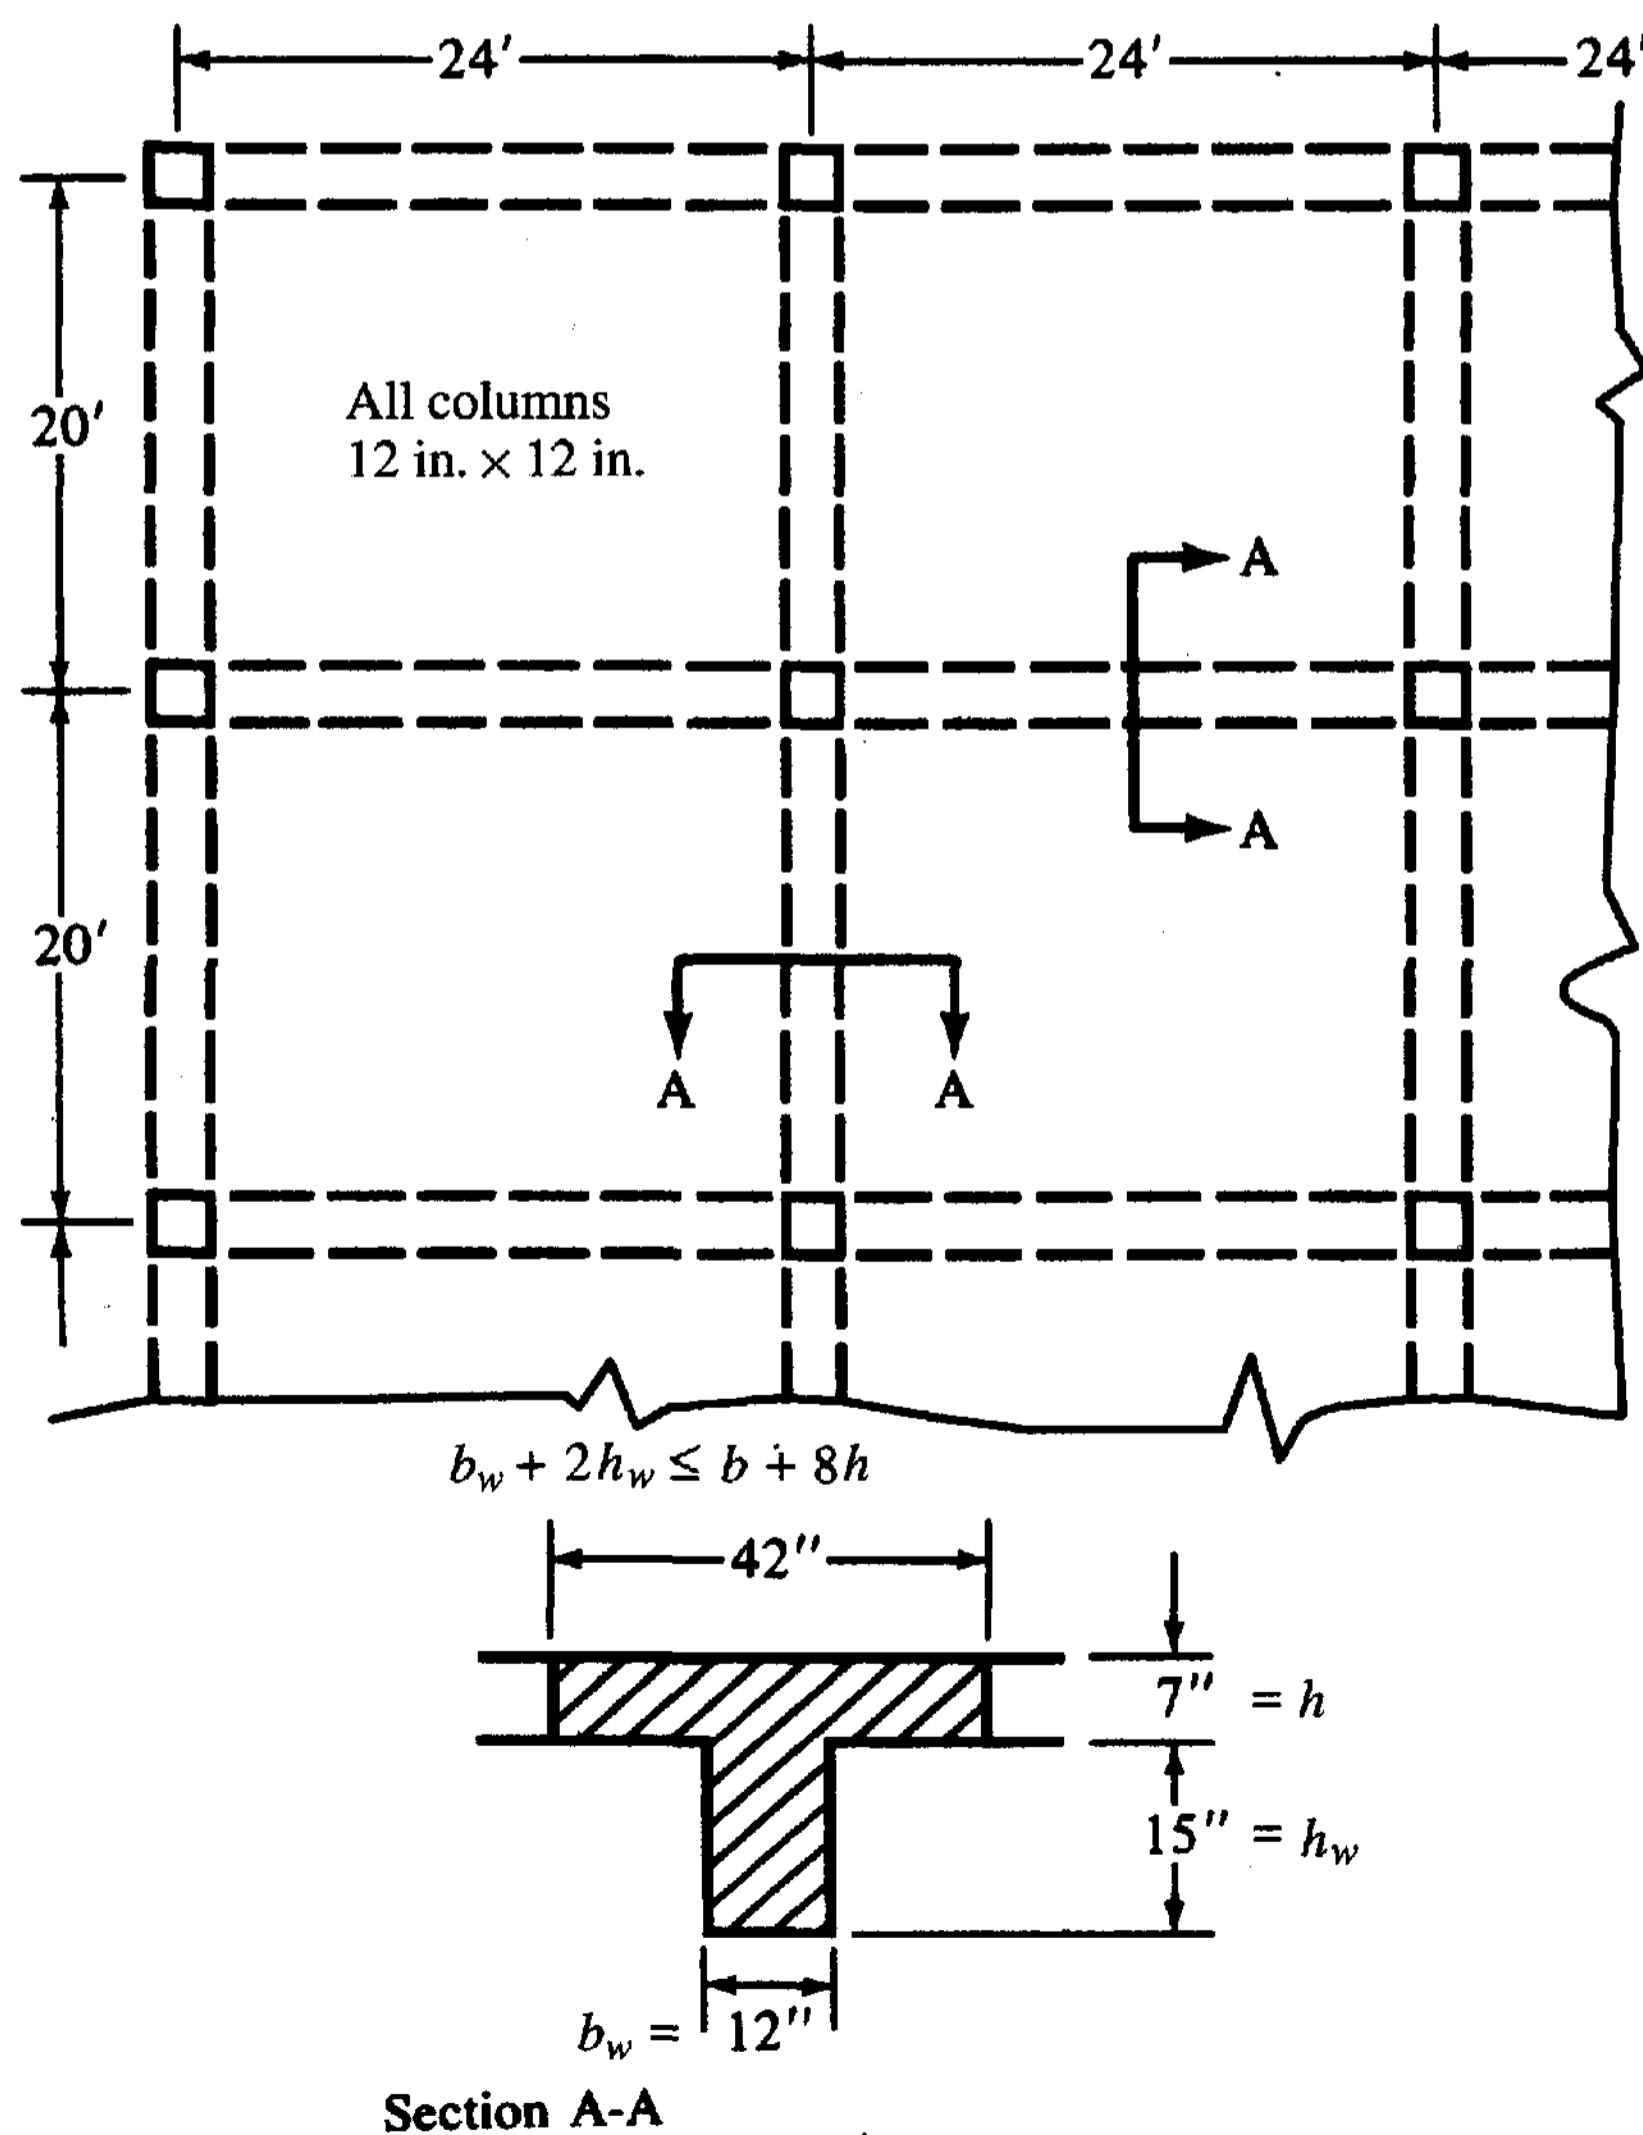 24′ 24′ 24′
All columns
20′
12 in. × 12 in.
A
A
20′
A A
b_w + 2h_w ≤ b + 8h
42″
7″ = h
15″ = h_w
b_w = 12″
Section A-A